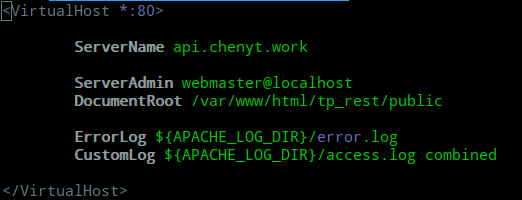 <VirtualHost *:80>
ServerName api.chenyt.work
ServerAdmin webmaster@localhost
DocumentRoot /var/www/html/tp_rest/public
ErrorLog ${APACHE_LOG_DIR}/error.log
CustomLog ${APACHE_LOG_DIR}/access.log combined
</VirtualHost>